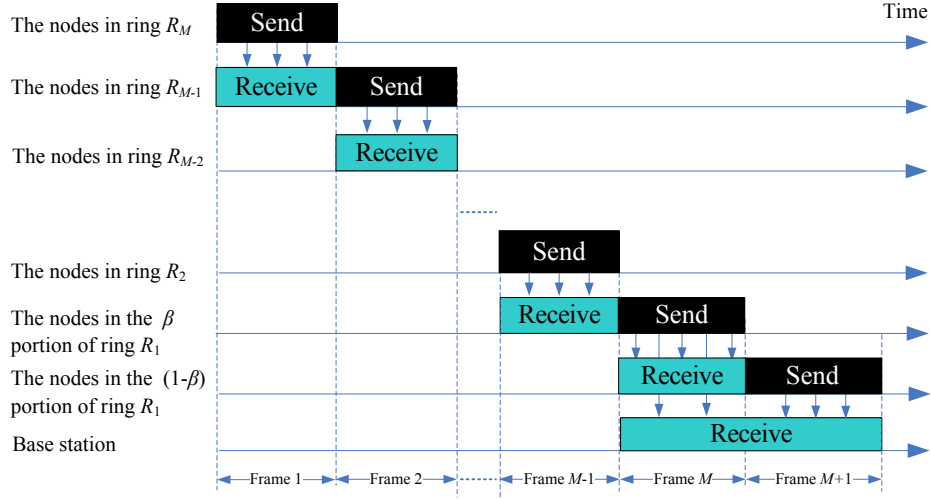 Time
The nodes in ring R_M
Send
The nodes in ring R_{M-1}
Receive
Send
The nodes in ring R_{M-2}
Receive
Send
The nodes in ring R_2
The nodes in the β
portion of ring R_1
Receive
Send
The nodes in the (1-β)
portion of ring R_1
Receive
Send
Base station
Receive
Frame 1
Frame 2
Frame M-1
Frame M
Frame M+1